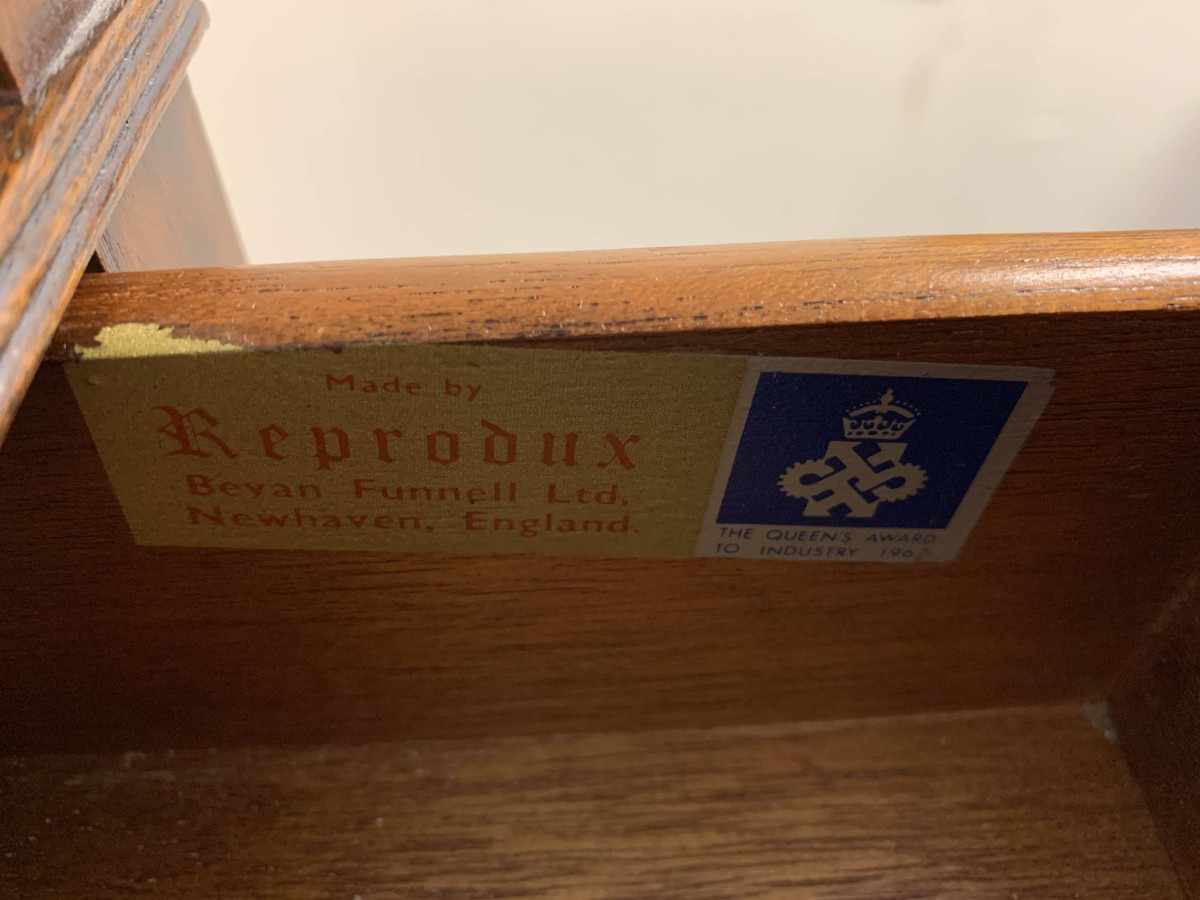 Made by
Reprodux
Bevan Funnell Ltd,
Newhaven, England.
THE QUEEN'S AWARD
TO INDUSTRY